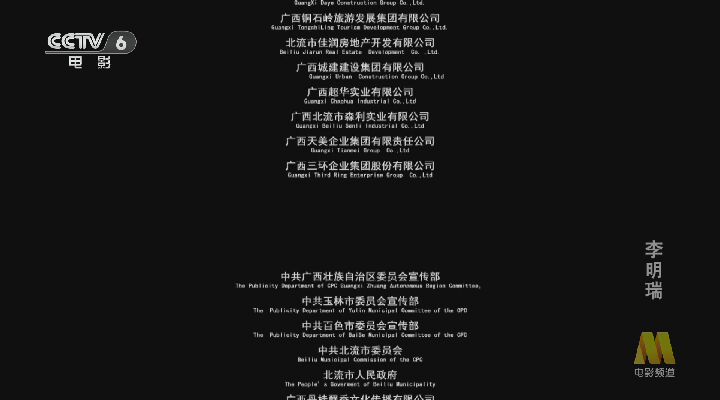 GuangXi Daye Construction Group Co.,Ltd.
广西铜石岭旅游发展集团有限公司
Guangxi TongshiLing Tourism Development Group Co.,Ltd.
CCTV 6
电影
北流市佳润房地产开发有限公司
Beiliu Jiarun Real Estate Development Co. ,Ltd.
广西城建建设集团有限公司
Guangxi Urban Construction Group Co.,Ltd
广西超华实业有限公司
Guangxi Chaohua Industrial Co.,Ltd
广西北流市森利实业有限公司
Guangxi Beiliu Senli Industrial Co.,Ltd
广西天美企业集团有限责任公司
Guangxi Tianmei Group Co.,Ltd
广西三环企业集团股份有限公司
Guangxi Third Ring Enterprise Group Co.,Ltd
李明瑞
中共广西壮族自治区委员会宣传部
The Publicity Department of CPC Guangxi Zhuang Autonomous Region Committee,
中共玉林市委员会宣传部
The Publicity Department of Yulin Municipal Committee of the CPD
中共百色市委员会宣传部
The Publicity Department of BaiSe Municipal Committee of the CPD
中共北流市委员会
Beiliu Municipal Commission of the CPC
北流市人民政府
The People's Goverment of Beiliu Municipality
电影频道